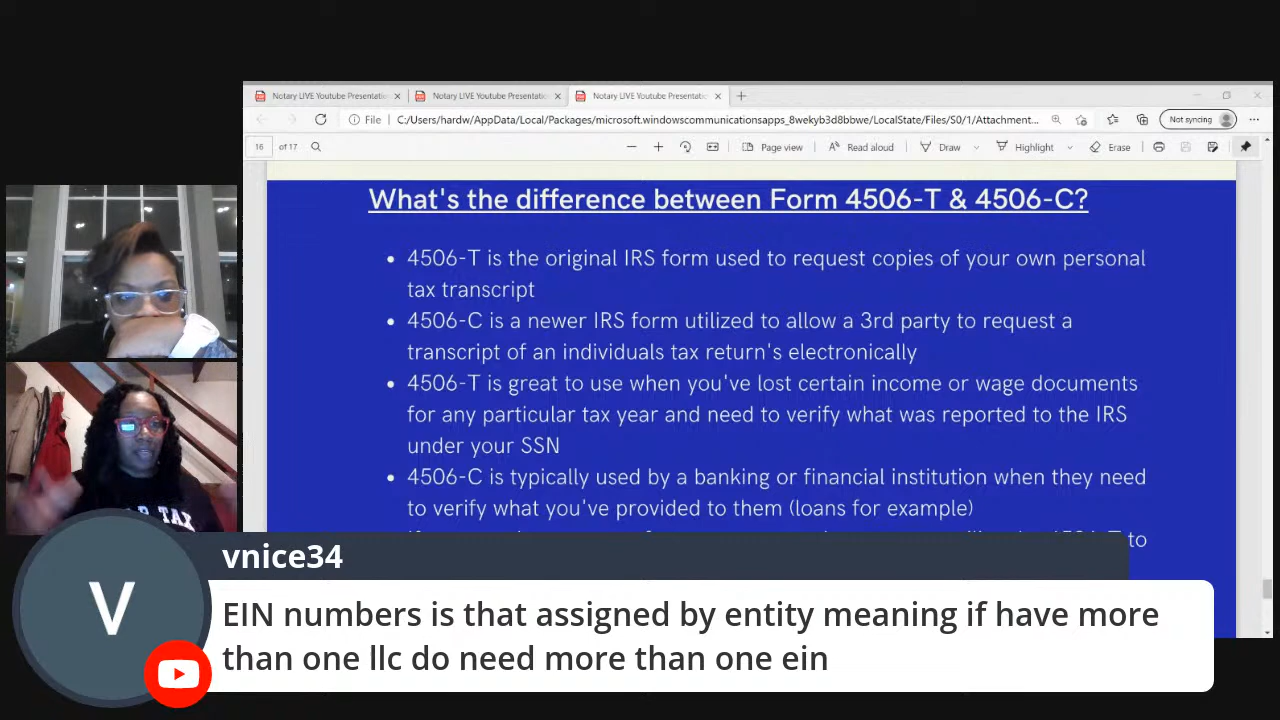 Notary LIVE Youtube Presentatio
Notary LIVE Youtube Presentatio
Notary LIVE Youtube Presentatio
File
C:/Users/hardw/AppData/Local/Packages/microsoft.windowscommunicationsapps_8wekyb3d8bbwe/LocalState/Files/S0/1/Attachment...
Not syncing
16 of 17
Page view
Read aloud
Draw
Highlight
Erase
What's the difference between Form 4506-T & 4506-C?
• 4506-T is the original IRS form used to request copies of your own personal
tax transcript
• 4506-C is a newer IRS form utilized to allow a 3rd party to request a
transcript of an individuals tax return's electronically
• 4506-T is great to use when you've lost certain income or wage documents
for any particular tax year and need to verify what was reported to the IRS
under your SSN
• 4506-C is typically used by a banking or financial institution when they need
to verify what you've provided to them (loans for example)
to
TAX
V
vnice34
EIN numbers is that assigned by entity meaning if have more
than one llc do need more than one ein